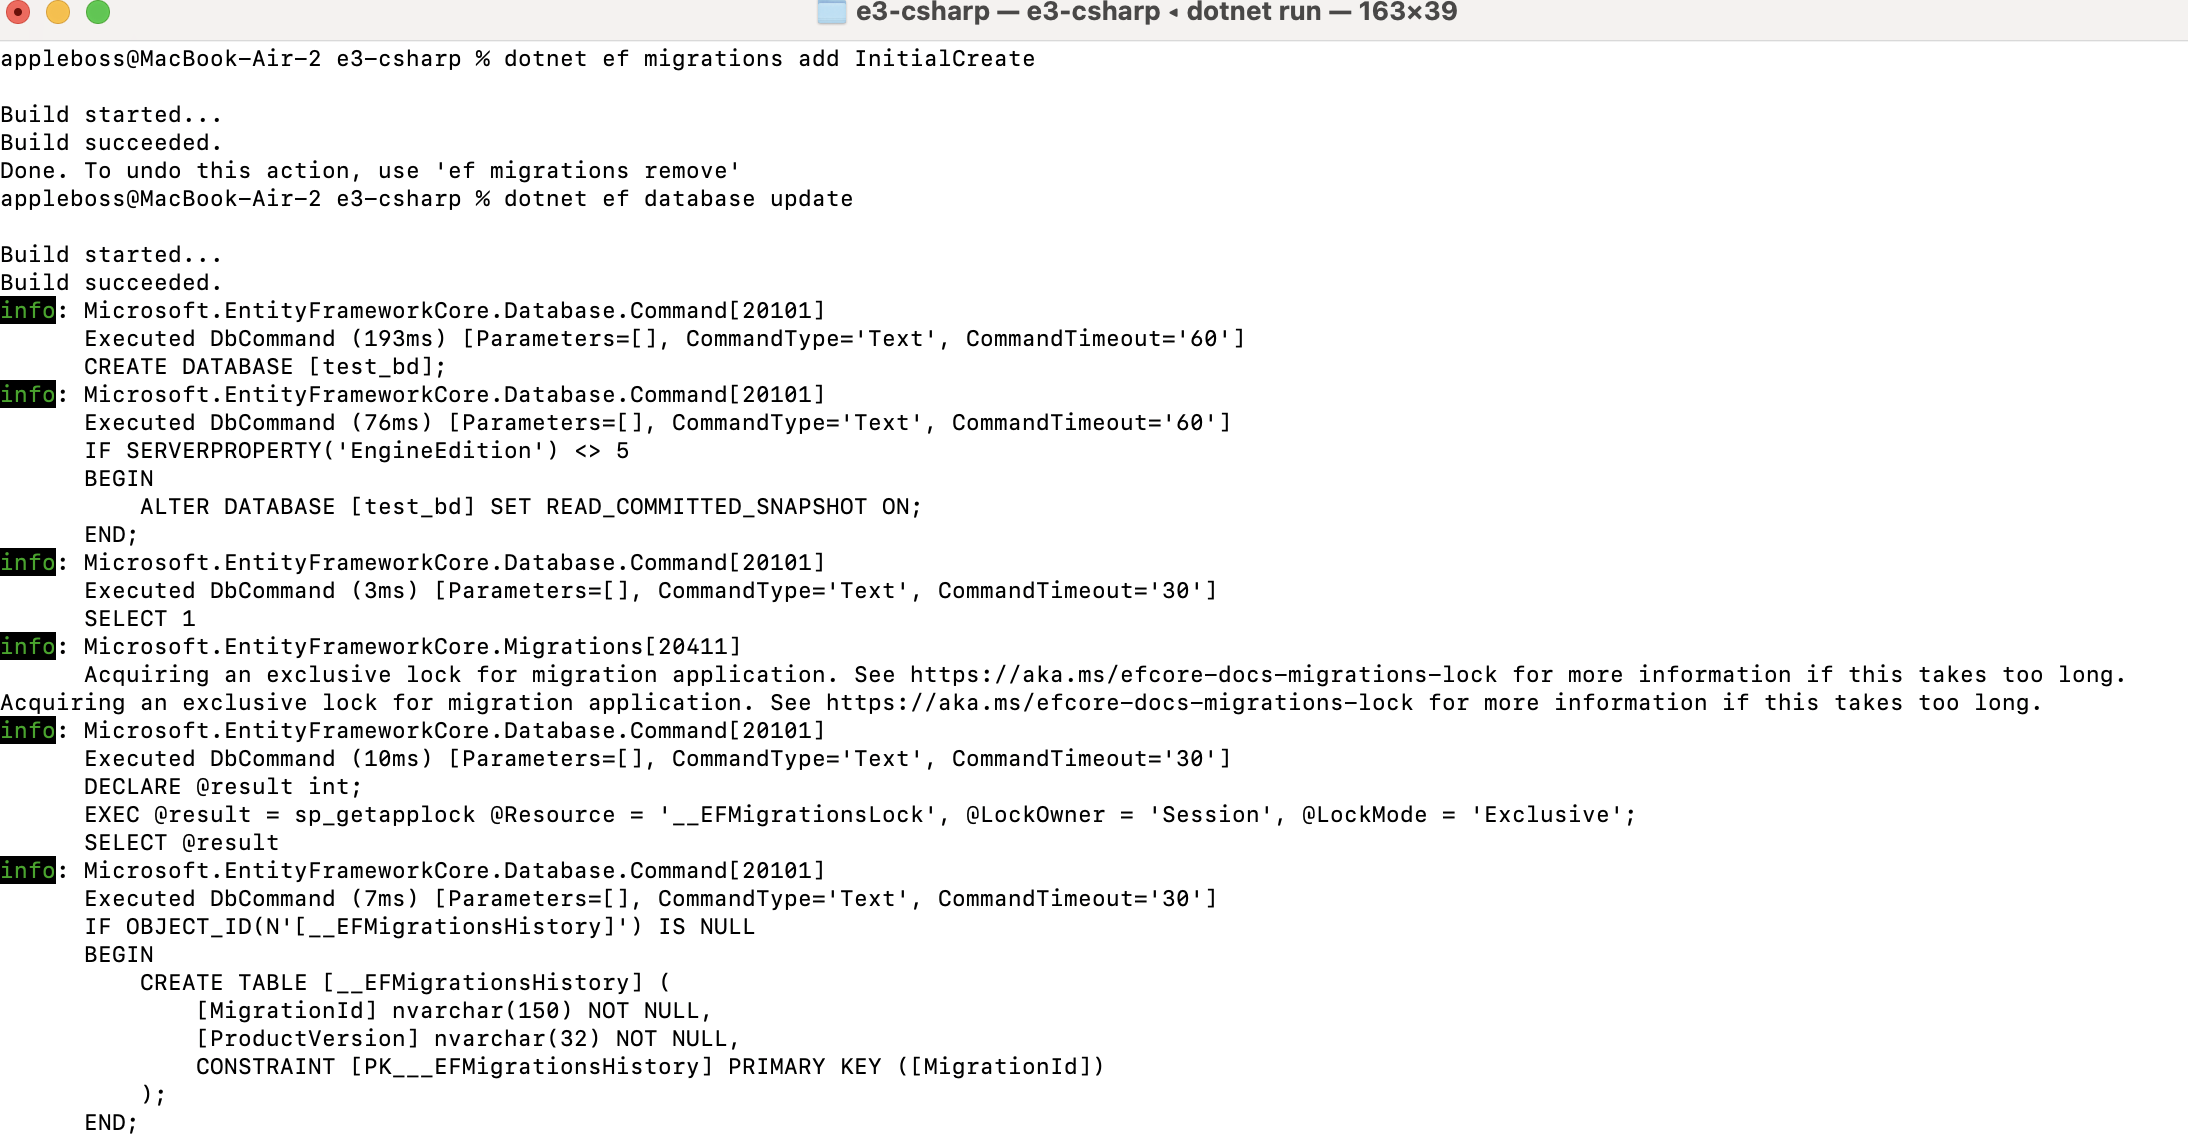 e3-csharp — e3-csharp ◂ dotnet run — 163×39
appleboss@MacBook-Air-2 e3-csharp % dotnet ef migrations add InitialCreate
Build started...
Build succeeded.
Done. To undo this action, use 'ef migrations remove'
appleboss@MacBook-Air-2 e3-csharp % dotnet ef database update
Build started...
Build succeeded.
info: Microsoft.EntityFrameworkCore.Database.Command[20101]
      Executed DbCommand (193ms) [Parameters=[], CommandType='Text', CommandTimeout='60']
      CREATE DATABASE [test_bd];
info: Microsoft.EntityFrameworkCore.Database.Command[20101]
      Executed DbCommand (76ms) [Parameters=[], CommandType='Text', CommandTimeout='60']
      IF SERVERPROPERTY('EngineEdition') <> 5
      BEGIN
          ALTER DATABASE [test_bd] SET READ_COMMITTED_SNAPSHOT ON;
      END;
info: Microsoft.EntityFrameworkCore.Database.Command[20101]
      Executed DbCommand (3ms) [Parameters=[], CommandType='Text', CommandTimeout='30']
      SELECT 1
info: Microsoft.EntityFrameworkCore.Migrations[20411]
      Acquiring an exclusive lock for migration application. See https://aka.ms/efcore-docs-migrations-lock for more information if this takes too long.
Acquiring an exclusive lock for migration application. See https://aka.ms/efcore-docs-migrations-lock for more information if this takes too long.
info: Microsoft.EntityFrameworkCore.Database.Command[20101]
      Executed DbCommand (10ms) [Parameters=[], CommandType='Text', CommandTimeout='30']
      DECLARE @result int;
      EXEC @result = sp_getapplock @Resource = '__EFMigrationsLock', @LockOwner = 'Session', @LockMode = 'Exclusive';
      SELECT @result
info: Microsoft.EntityFrameworkCore.Database.Command[20101]
      Executed DbCommand (7ms) [Parameters=[], CommandType='Text', CommandTimeout='30']
      IF OBJECT_ID(N'[__EFMigrationsHistory]') IS NULL
      BEGIN
          CREATE TABLE [__EFMigrationsHistory] (
              [MigrationId] nvarchar(150) NOT NULL,
              [ProductVersion] nvarchar(32) NOT NULL,
              CONSTRAINT [PK___EFMigrationsHistory] PRIMARY KEY ([MigrationId])
          );
      END;